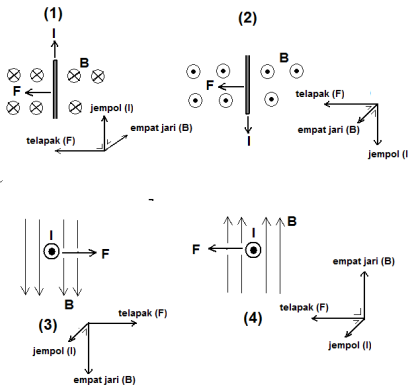 (1)
I
B
F
jempol (I)
empat jari (B)
telapak (F)
(2)
B
F
I
telapak (F)
empat jari (B)
jempol (I
I
F
B
(3)
telapak (F)
jempol (I)
empat jari (B)
B
I
F
(4)
empat jari (B)
telapak (F)
jempol (I)